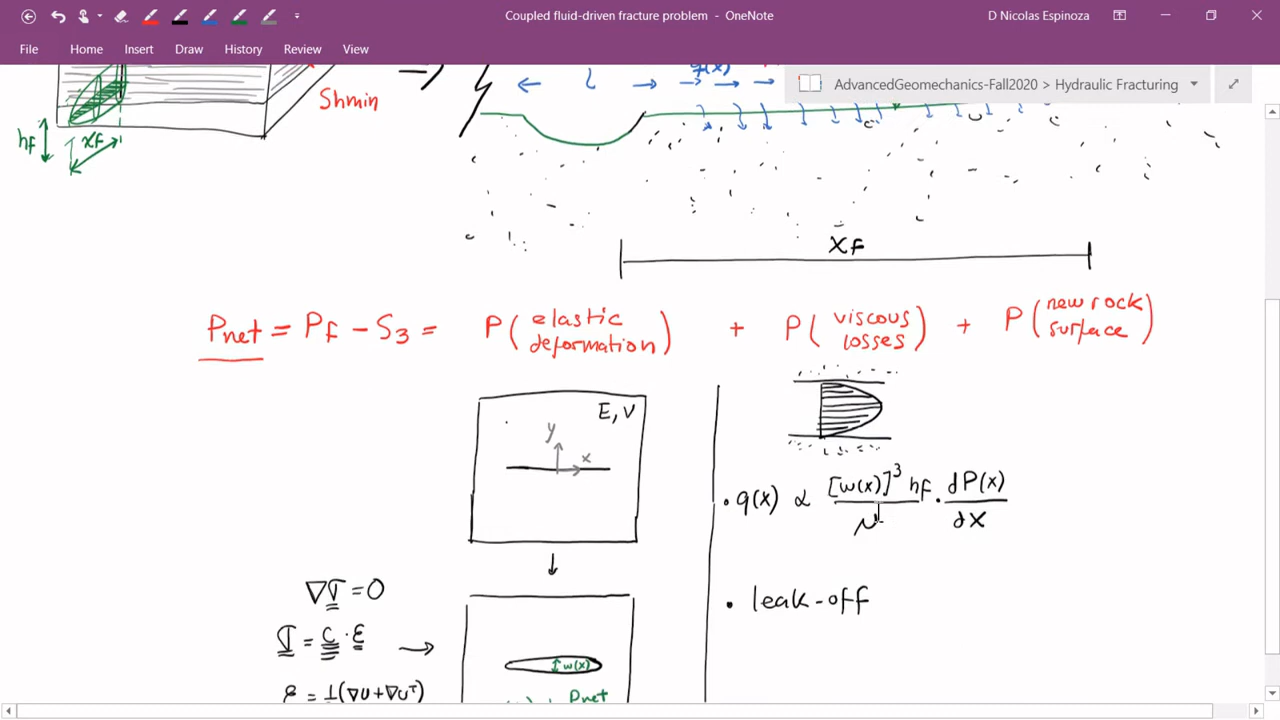 Coupled fluid-driven fracture problem - OneNote
D Nicolas Espinoza
File Home Insert Draw History Review View
AdvancedGeomechanics-Fall2020 > Hydraulic Fracturing
q(x)
l
Shmin
hf
xf
xf
Pnet = Pf - S3 = P(elastic deformation) + P(viscous losses) + P(new rock surface)
E, ν
y
x
• q(x) ∝ [w(x)]³ hf / μ · dP(x) / dx
∇σ = 0
• leak-off
σ = C · ε
w(x)
ε = 1 (∇u + ∇uᵀ)
Pnet